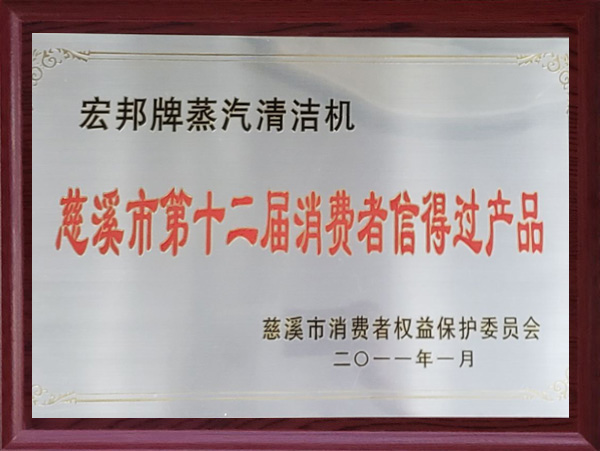 宏邦牌蒸汽清洁机
慈溪市第十二届消费者信得过产品
慈溪市消费者权益保护委员会
二〇一一年一月